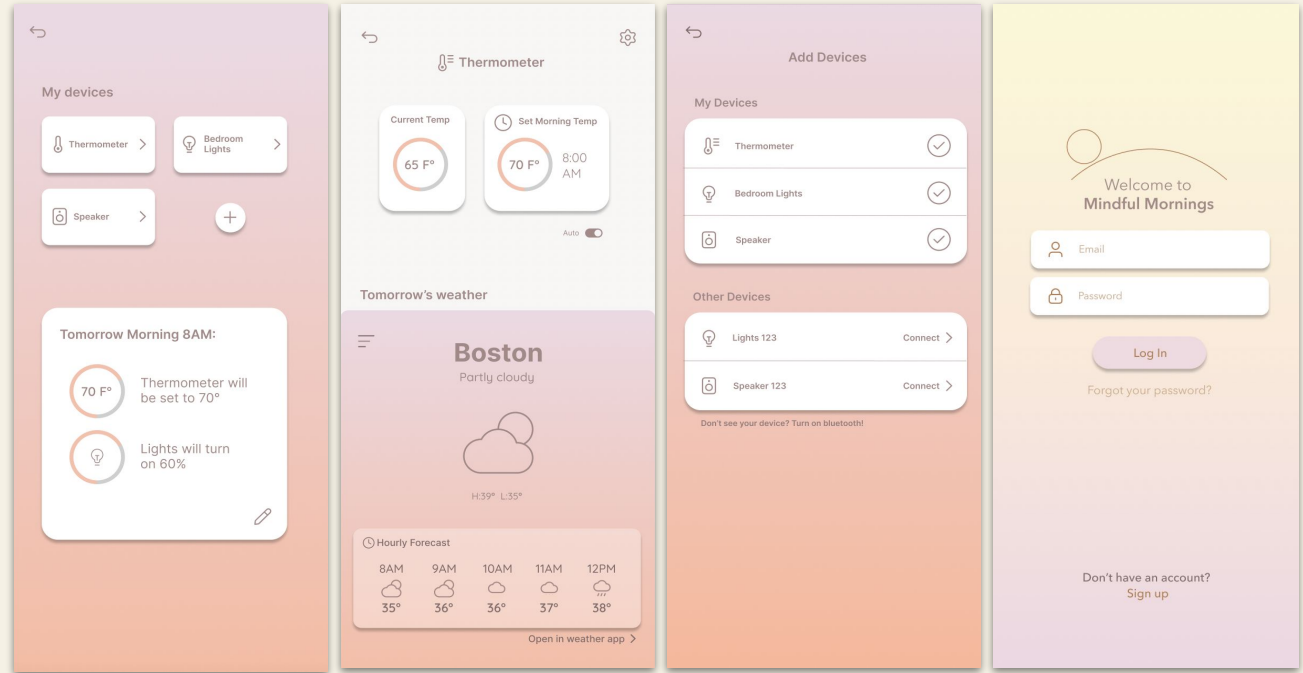 My devices
Thermometer
Bedroom
Lights
Speaker
Tomorrow Morning 8AM:
70 F°
Thermometer will
be set to 70°
Lights will turn
on 60%
Thermometer
Current Temp
65 F°
Set Morning Temp
70 F°
8:00
AM
Auto
Tomorrow's weather
Boston
Partly cloudy
H:39° L:35°
Hourly Forecast
8AM 9AM 10AM 11AM 12PM
35° 36° 36° 37° 38°
Open in weather app >
Add Devices
My Devices
Thermometer
Bedroom Lights
Speaker
Other Devices
Lights 123 Connect >
Speaker 123 Connect >
Don't see your device? Turn on bluetooth!
Welcome to
Mindful Mornings
Email
Password
Log In
Forgot your password?
Don't have an account?
Sign up